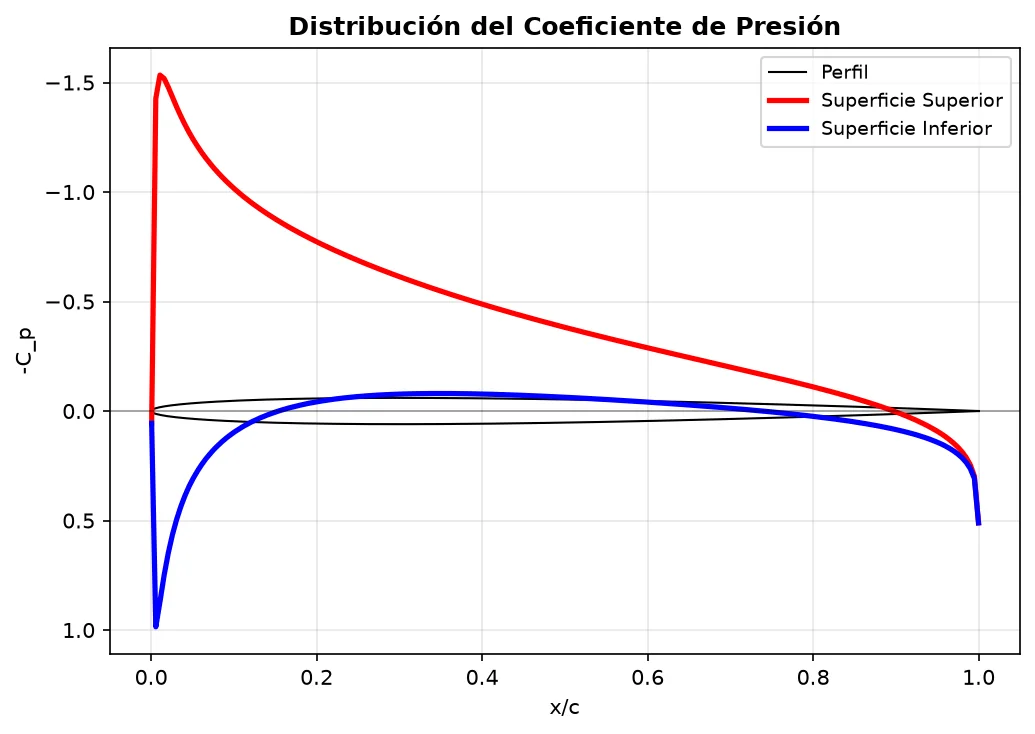 Distribución del Coeficiente de Presión
Perfil
Superficie Superior
Superficie Inferior
-C_p
−1.5
−1.0
−0.5
0.0
0.5
1.0
0.0 0.2 0.4 0.6 0.8 1.0
x/c